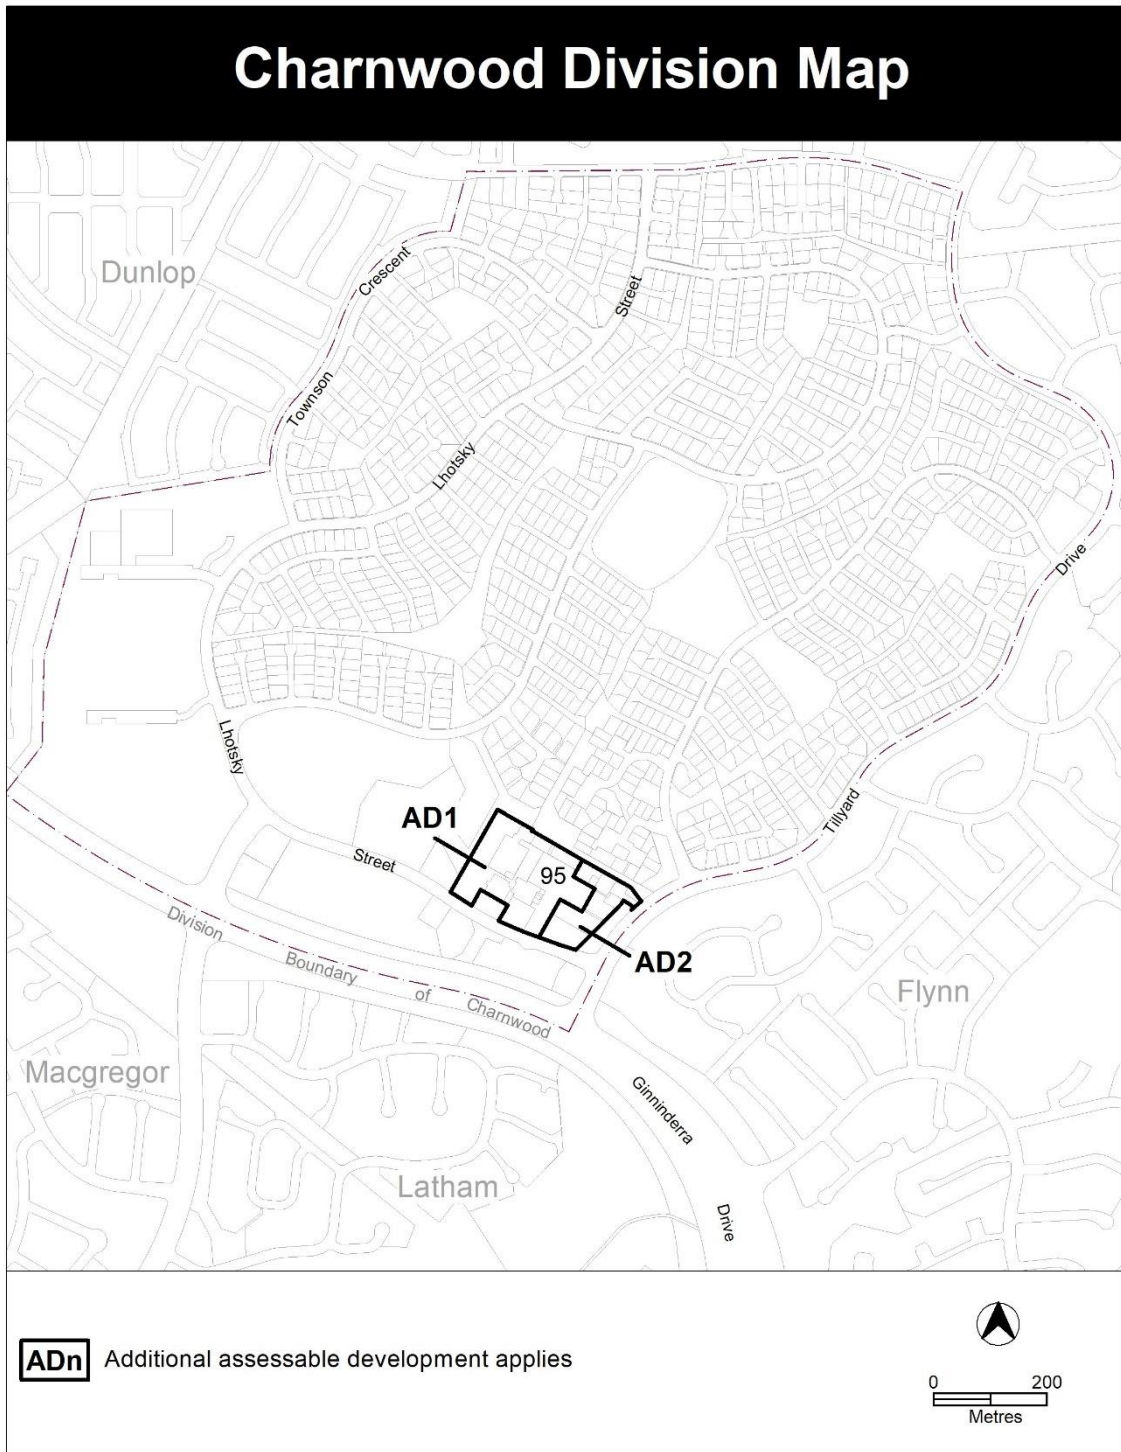 Charnwood Division Map
Dunlop
Crescent
Street
Townson
Lhotsky
Drive
Lhotsky
Tillyard
AD1
Street
95
Division
Boundary
of
Charnwood
AD2
Flynn
Macgregor
Ginninderra
Latham
Drive
ADn Additional assessable development applies
0 200
Metres